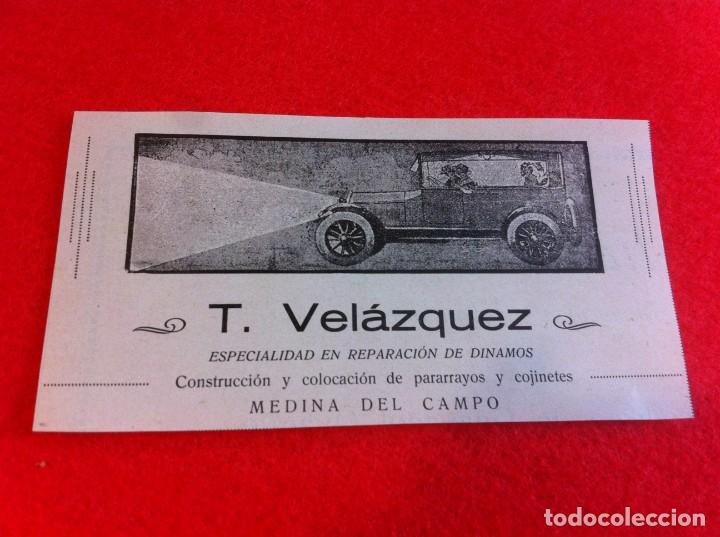 T. Velázquez
ESPECIALIDAD EN REPARACIÓN DE DINAMOS
Construcción y colocación de pararrayos y cojinetes
MEDINA DEL CAMPO
todocoleccion